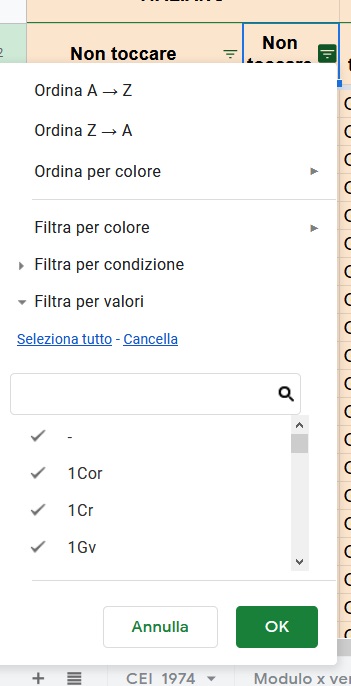 Non toccare
Non
toccare
2
Ordina A → Z
Ordina Z → A
Ordina per colore
Filtra per colore
Filtra per condizione
Filtra per valori
Seleziona tutto - Cancella
-
1Cor
1Cr
1Gv
Annulla
OK
CEI 1974
Modulo x ver